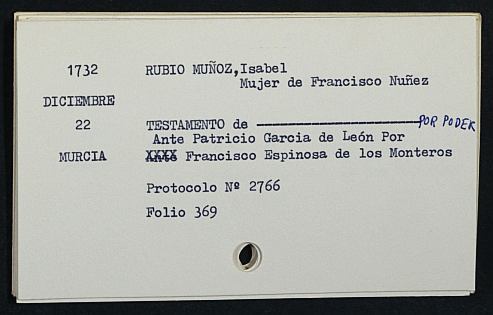 1732 RUBIO MUÑOZ,Isabel
Mujer de Francisco Nuñez
DICIEMBRE
22 TESTAMENTO de ---------------------- POR PODER
Ante Patricio Garcia de León Por
MURCIA XXXX Francisco Espinosa de los Monteros
Protocolo Nº 2766
Folio 369